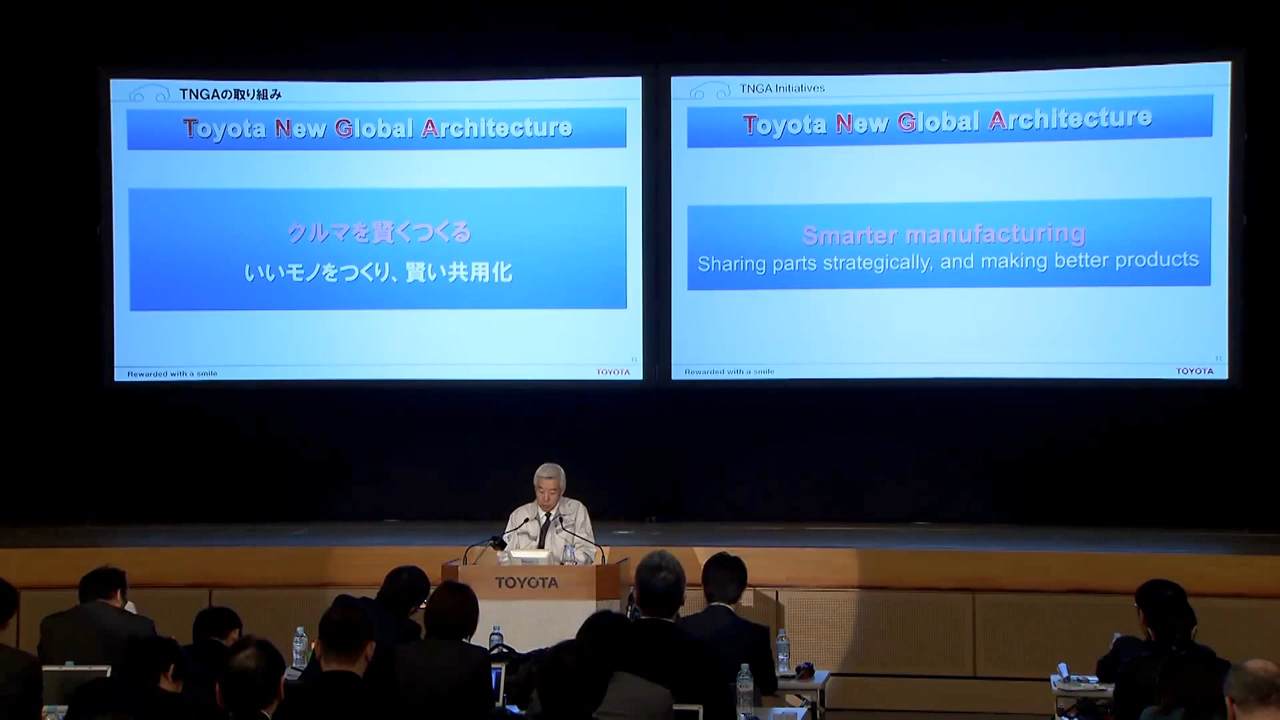 TNGAの取り組み
Toyota New Global Architecture
クルマを賢くつくる
いいモノをつくり、賢い共用化
Rewarded with a smile
TOYOTA
TNGA Initiatives
Toyota New Global Architecture
Smarter manufacturing
Sharing parts strategically, and making better products
Rewarded with a smile
TOYOTA
TOYOTA